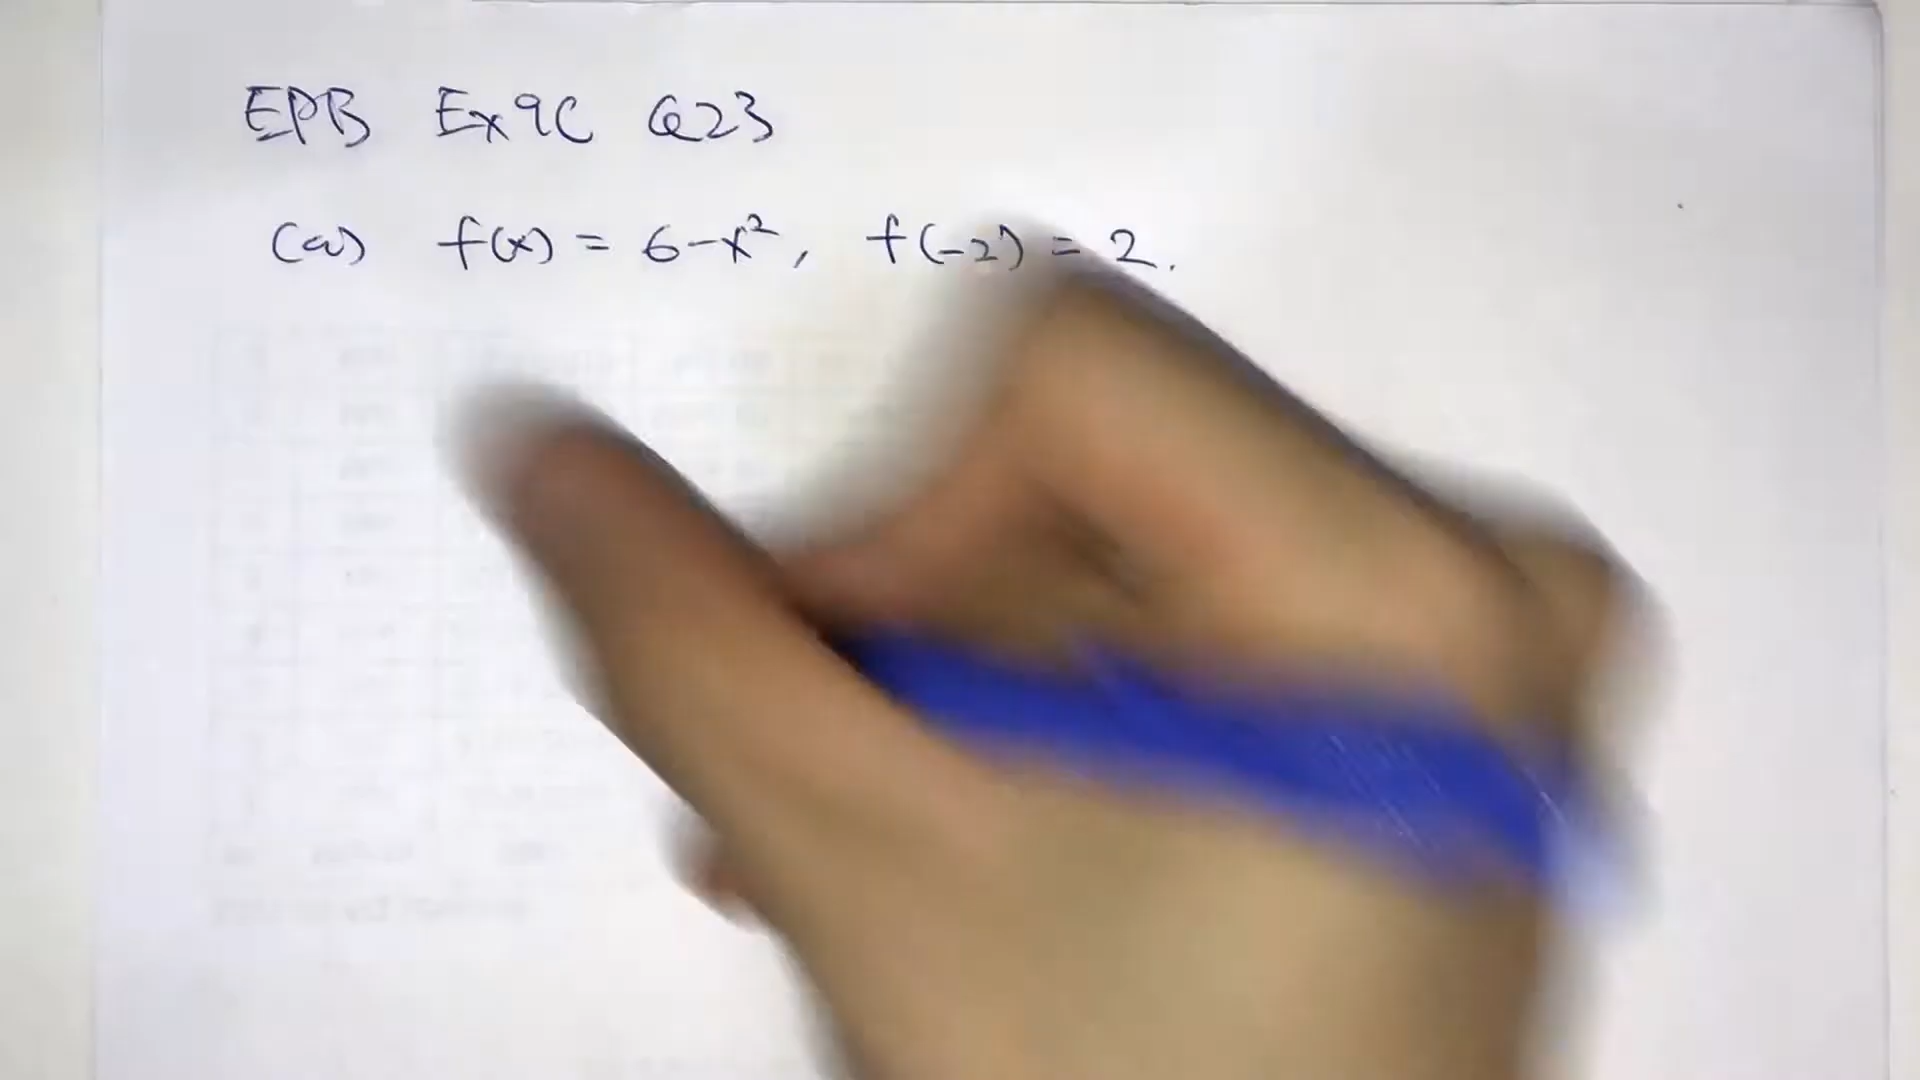 EPB Ex9C Q23
(a) f(x) = 6-x², f(-2) = 2.